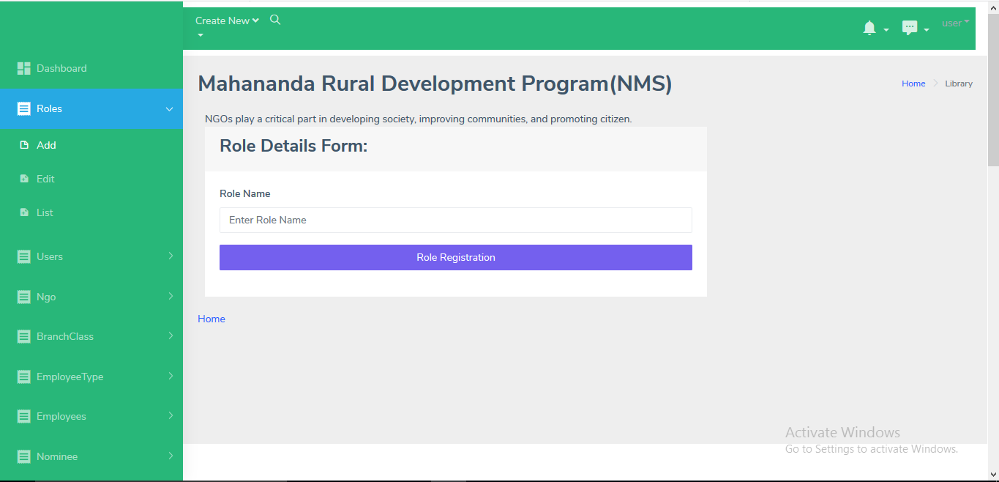 Create New
user
Dashboard
Roles
Add
Edit
List
Users
Ngo
BranchClass
EmployeeType
Employees
Nominee
Mahananda Rural Development Program(NMS)
Home
Library
NGOs play a critical part in developing society, improving communities, and promoting citizen.
Role Details Form:
Role Name
Enter Role Name
Role Registration
Home
Activate Windows
Go to Settings to activate Windows.